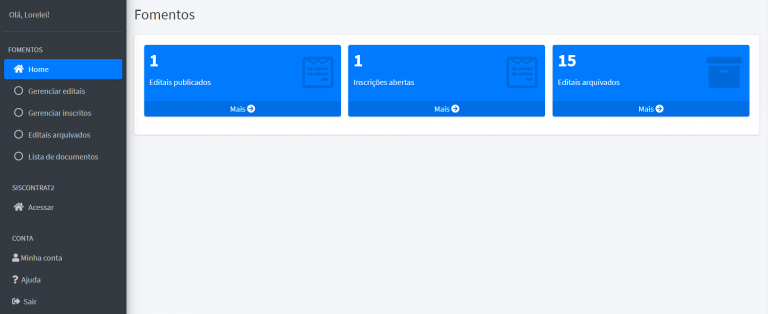 Olá, Lorelei!
FOMENTOS
Home
Gerenciar editais
Gerenciar inscritos
Editais arquivados
Lista de documentos
SISCONTRAT2
Acessar
CONTA
Minha conta
Ajuda
Sair
Fomentos
1
Editais publicados
Mais
1
Inscrições abertas
Mais
15
Editais arquivados
Mais